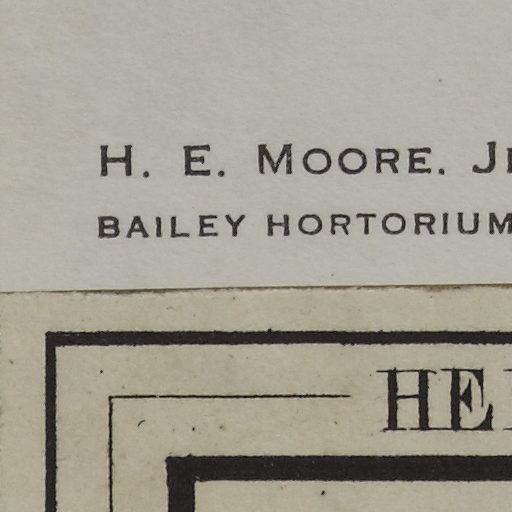 H. E. MOORE, J
BAILEY HORTORIUM
HE